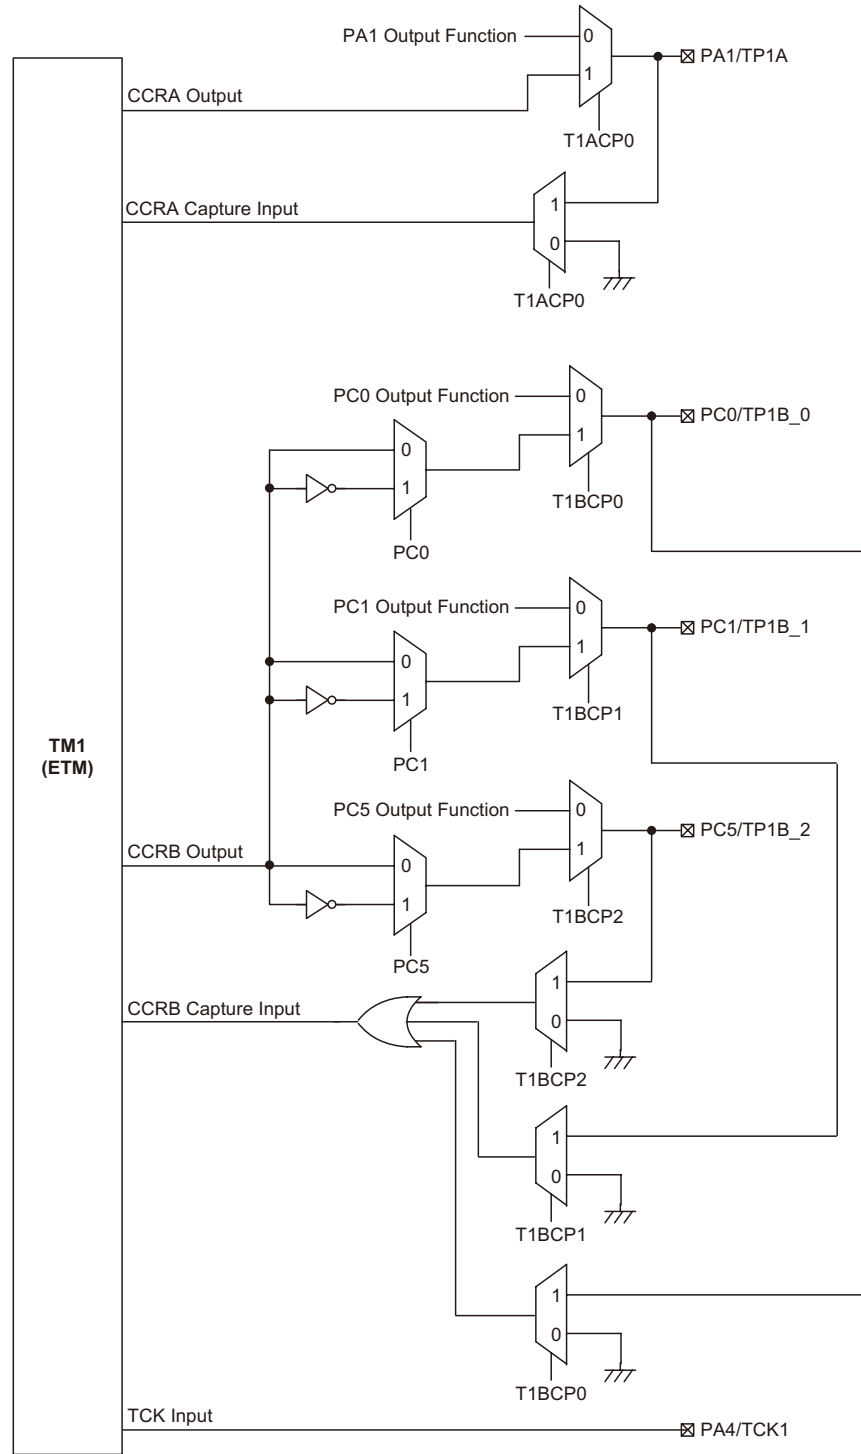 PA1 Output Function
0
1
PA1/TP1A
CCRA Output
T1ACP0
CCRA Capture Input
1
0
T1ACP0
PC0 Output Function
0
1
PC0/TP1B_0
0
1
T1BCP0
PC0
PC1 Output Function
0
1
PC1/TP1B_1
0
1
T1BCP1
PC1
TM1
(ETM)
PC5 Output Function
0
1
PC5/TP1B_2
CCRB Output
0
1
T1BCP2
PC5
CCRB Capture Input
1
0
T1BCP2
1
0
T1BCP1
1
0
T1BCP0
TCK Input
PA4/TCK1